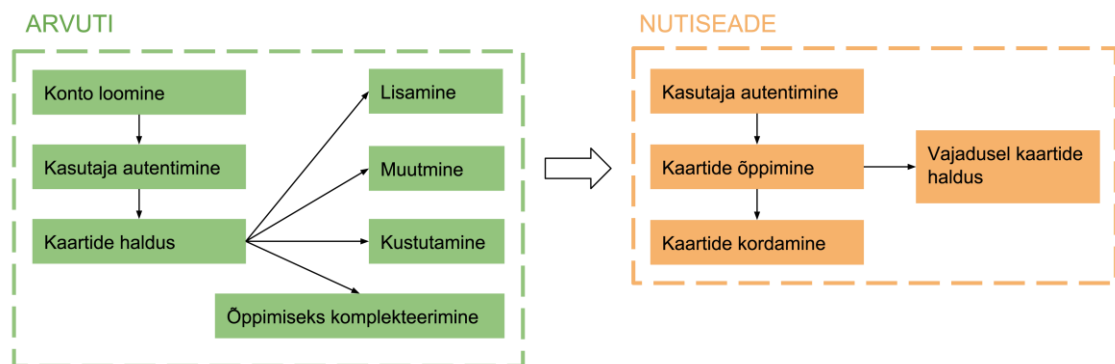 ARVUTI
Konto loomine
Kasutaja autentimine
Kaartide haldus
Lisamine
Muutmine
Kustutamine
Õppimiseks komplekteerimine
NUTISEADE
Kasutaja autentimine
Kaartide õppimine
Kaartide kordamine
Vajadusel kaartide
haldus